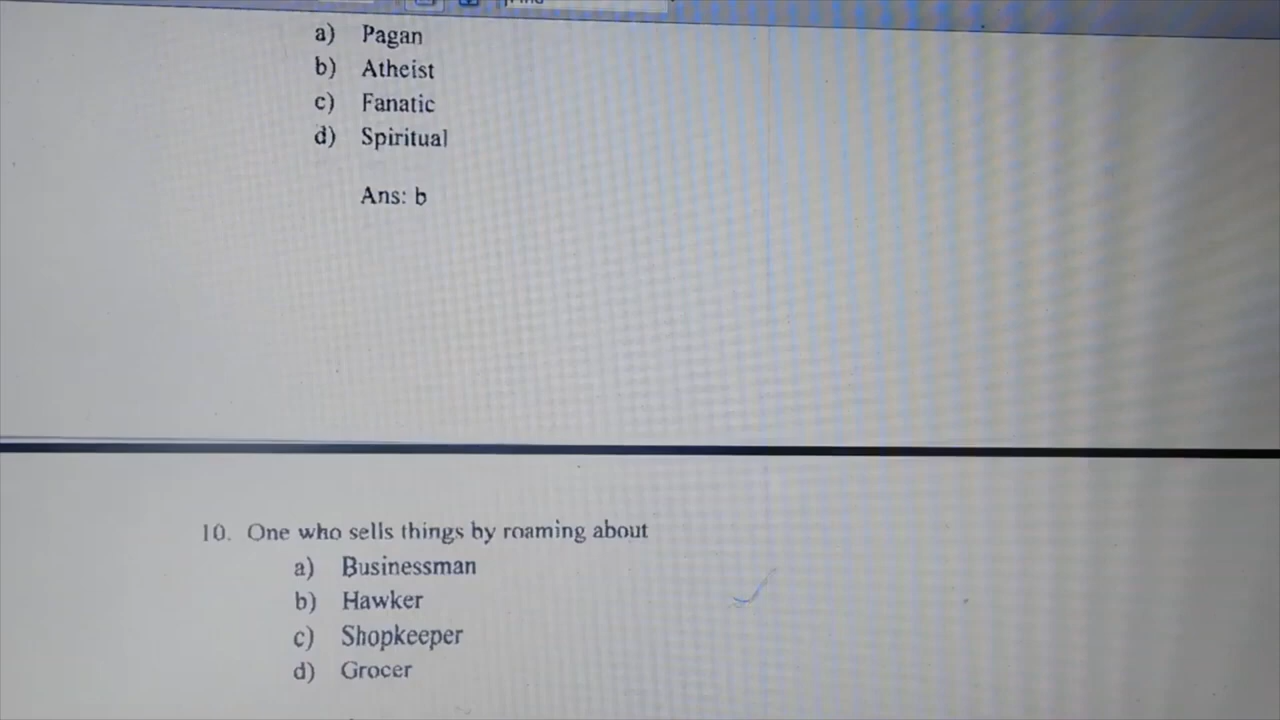 a) Pagan
b) Atheist
c) Fanatic
d) Spiritual
Ans: b
10. One who sells things by roaming about
a) Businessman
b) Hawker
c) Shopkeeper
d) Grocer